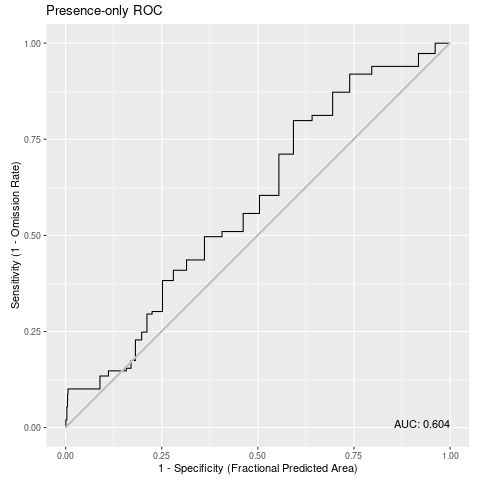 Presence-only ROC
1.00
0.75
0.50
0.25
0.00
Sensitivity (1 - Omission Rate)
AUC: 0.604
0.00 0.25 0.50 0.75 1.00
1 - Specificity (Fractional Predicted Area)